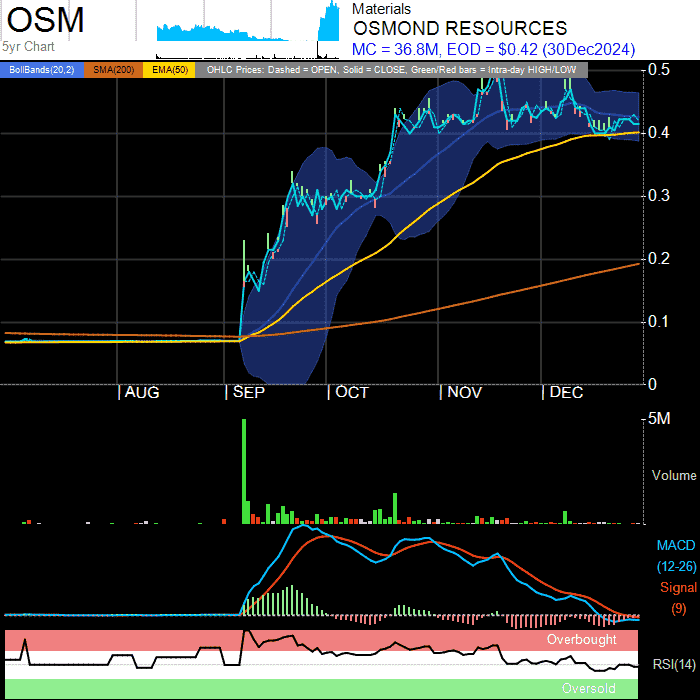 OSM
5yr Chart
Materials
OSMOND RESOURCES
MC = 36.8M, EOD = $0.42 (30Dec2024)
BollBands(20,2) SMA(200) EMA(50) OHLC Prices: Dashed = OPEN, Solid = CLOSE, Green/Red bars = Intra-day HIGH/LOW
0.5
0.4
0.3
0.2
0.1
0
AUG SEP OCT NOV DEC
5M
Volume
MACD
(12-26)
Signal
(9)
Overbought
RSI(14)
Oversold